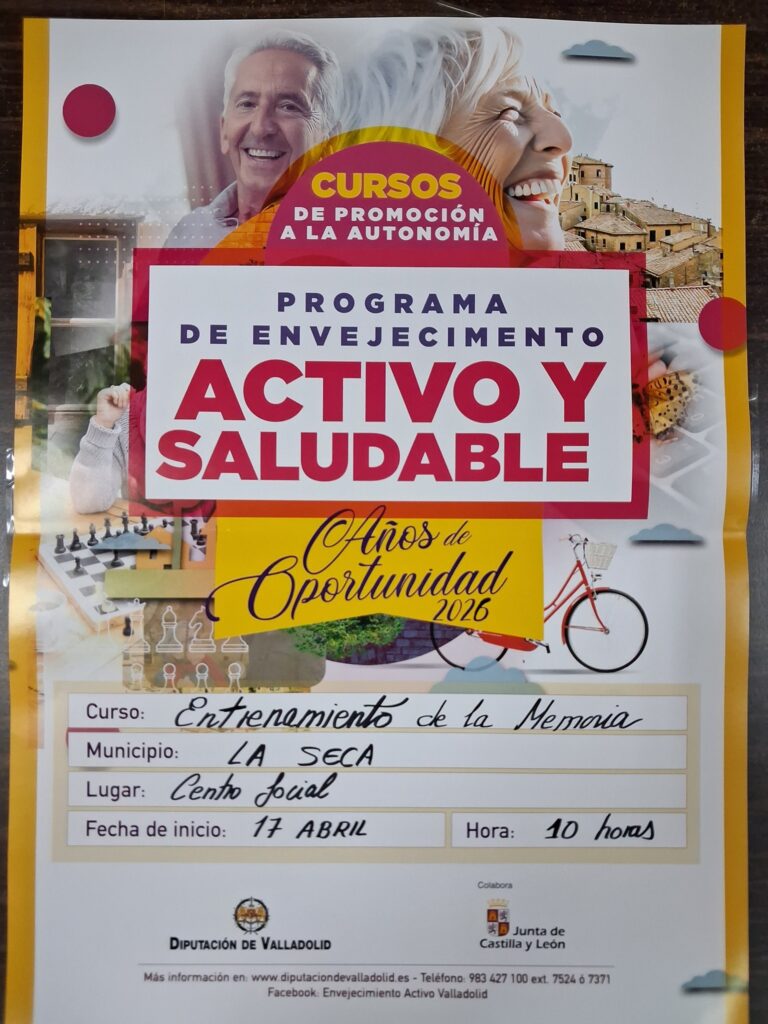 CURSOS
DE PROMOCIÓN
A LA AUTONOMÍA
PROGRAMA
DE ENVEJECIMENTO
ACTIVO Y
SALUDABLE
Años de
Oportunidad
2026
Curso: Entrenamiento de la Memoria
Municipio: LA SECA
Lugar: Centro Social
Fecha de inicio: 17 ABRIL Hora: 10 horas
Colabora
DIPUTACIÓN DE VALLADOLID
Junta de
Castilla y León
Más información en: www.diputaciondevalladolid.es - Teléfono: 983 427 100 ext. 7524 ó 7371
Facebook: Envejecimiento Activo Valladolid